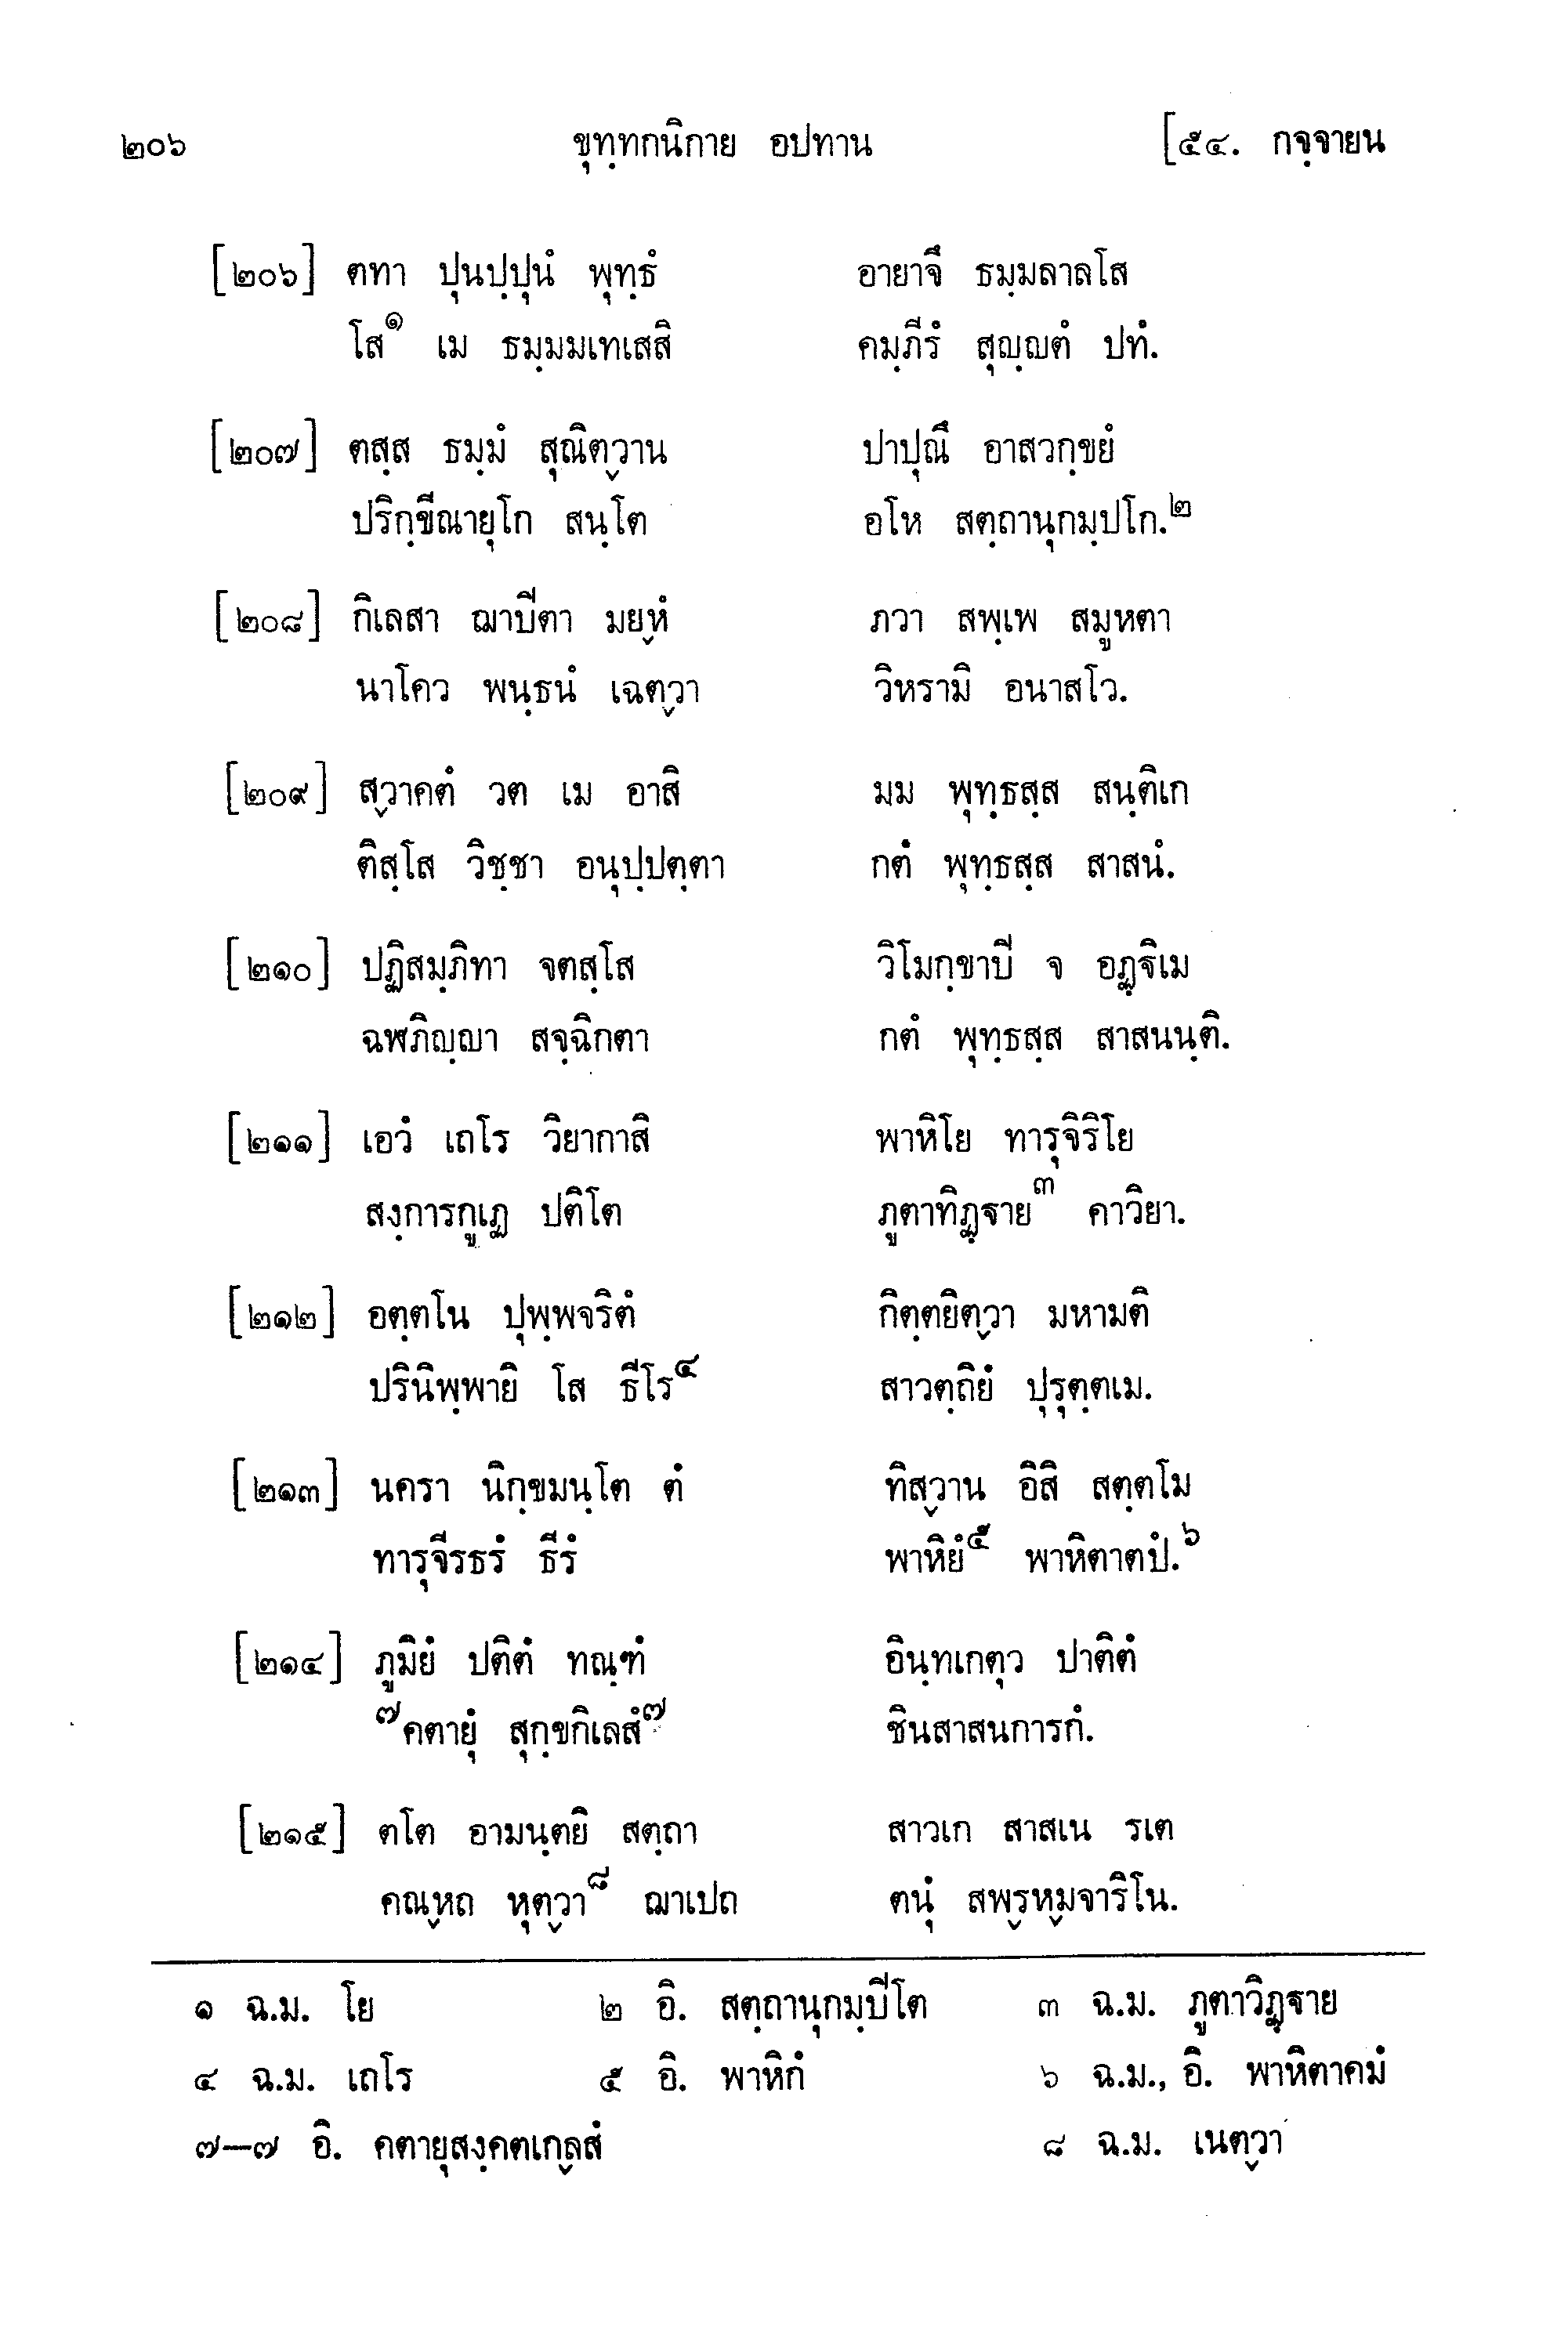 ๒๐๖ ขุทฺทกนิกาย อปทาน [๕๔. กจฺจายน
[๒๐๖] ตทา ปุนปฺปุนํ พุทฺธํ อายาจึ ธมฺมลาลโส
โส๑ เม ธมฺมมเทเสสิ คมฺภีรํ สุญฺญตํ ปทํ.
[๒๐๗] ตสฺส ธมฺมํ สุณิตฺวาน ปาปุณึ อาสวกฺขยํ
ปริกฺขีณายุโก สนฺโต อโห สตฺถานุกมฺปโก.๒
[๒๐๘] กิเลสา ฌาปิตา มยฺหํ ภวา สพฺเพ สมูหตา
นาโคว พนฺธนํ เฉตฺวา วิหรามิ อนาสโว.
[๒๐๙] สฺวาคตํ วต เม อาสิ มม พุทฺธสฺส สนฺติเก
ติสฺโส วิชฺชา อนุปฺปตฺตา กตํ พุทฺธสฺส สาสนํ.
[๒๑๐] ปฏิสมฺภิทา จตสฺโส วิโมกฺขาปิ จ อฏฺฐิเม
ฉฬภิญฺญา สจฺฉิกตา กตํ พุทฺธสฺส สาสนนฺติ.
[๒๑๑] เอวํ เถโร วิยากาสิ พาหิโย ทารุจิริโย
สงฺการกูเฏ ปติโต ภูตาทิฏฺฐาย๓ คาวิยา.
[๒๑๒] อตฺตโน ปุพฺพจริตํ กิตฺตยิตฺวา มหามติ
ปรินิพฺพายิ โส ธีโร๔ สาวตฺถิยํ ปุรุตฺตเม.
[๒๑๓] นครา นิกฺขมนฺโต ตํ ทิสฺวาน อิสิ สตฺตโม
ทารุจีรธรํ ธีรํ พาหิยํ๕ พาหิตาตปํ.๖
[๒๑๔] ภูมิยํ ปติตํ ทณฺฑํ อินฺทเกตุว ปาติตํ
๗คตายุํ สุกฺขกิเลสํ๗ ชินสาสนการกํ.
[๒๑๕] ตโต อามนฺตยิ สตฺถา สาวเก สาสเน รเต
คณฺหถ หุตฺวา๘ ฌาเปถ ตนุํ สพฺรหฺมจาริโน.
๑ ฉ.ม. โย ๒ อิ. สตฺถานุกมฺปิโต ๓ ฉ.ม. ภูตาวิฏฺฐาย
๔ ฉ.ม. เถโร ๕ อิ. พาหิกํ ๖ ฉ.ม., อิ. พาหิตาคมํ
๗—๗ อิ. คตายุสงฺคตเกฺลสํ ๘ ฉ.ม. เนตฺวา